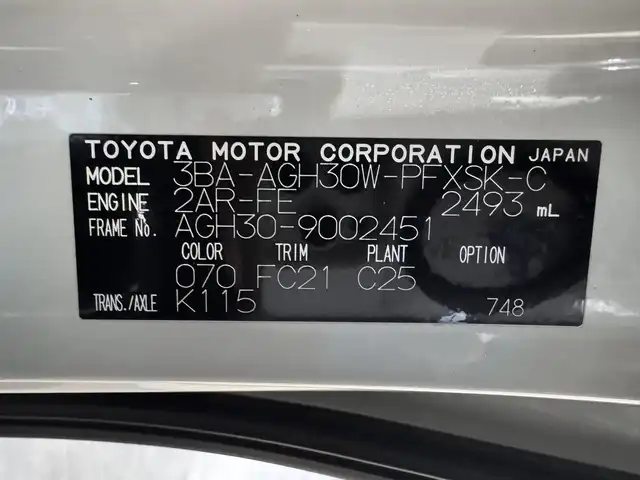 TOYOTA MOTOR CORPORATION JAPAN
MODEL 3BA-AGH30W-PFXSK-C
ENGINE 2AR-FE 2493 mL
FRAME No. AGH30-9002451
COLOR TRIM PLANT OPTION
070 FC21 C25
TRANS./AXLE K115 748